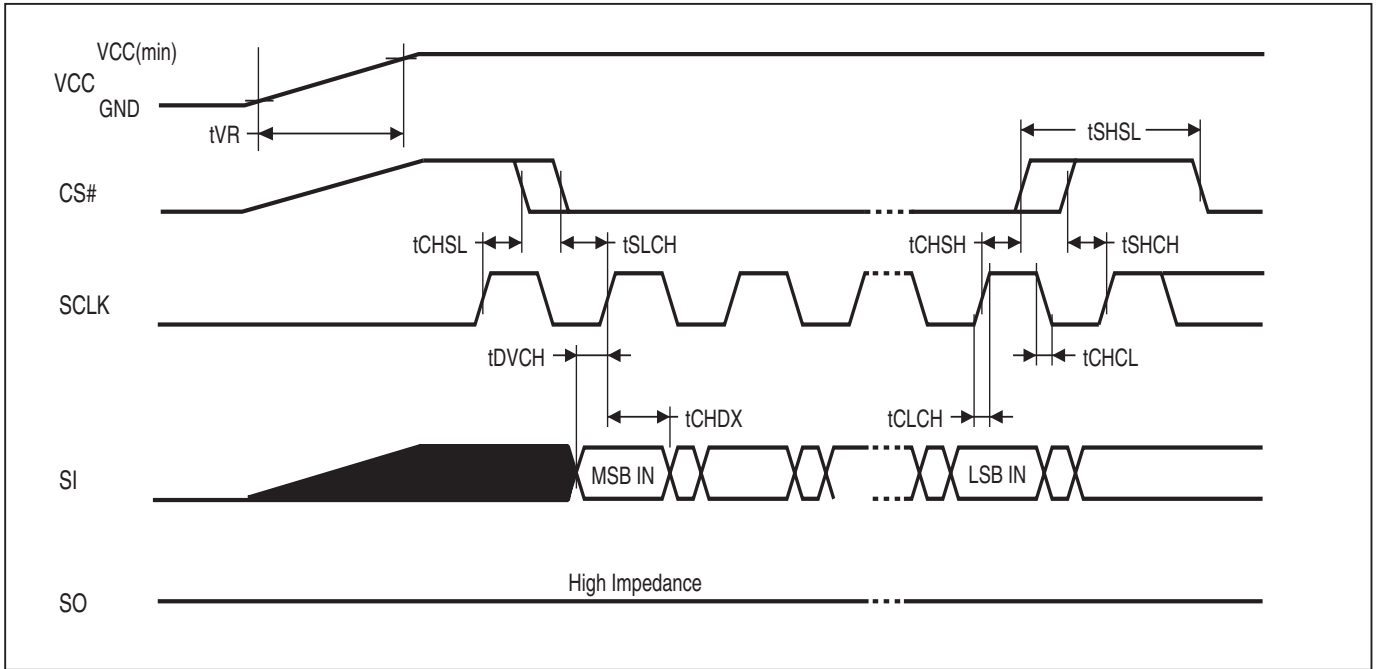 VCC(min)
VCC
GND
tVR
tSHSL
CS#
tCHSL
tSLCH
tCHSH
tSHCH
SCLK
tDVCH
tCHCL
tCHDX
tCLCH
SI
MSB IN
LSB IN
High Impedance
SO